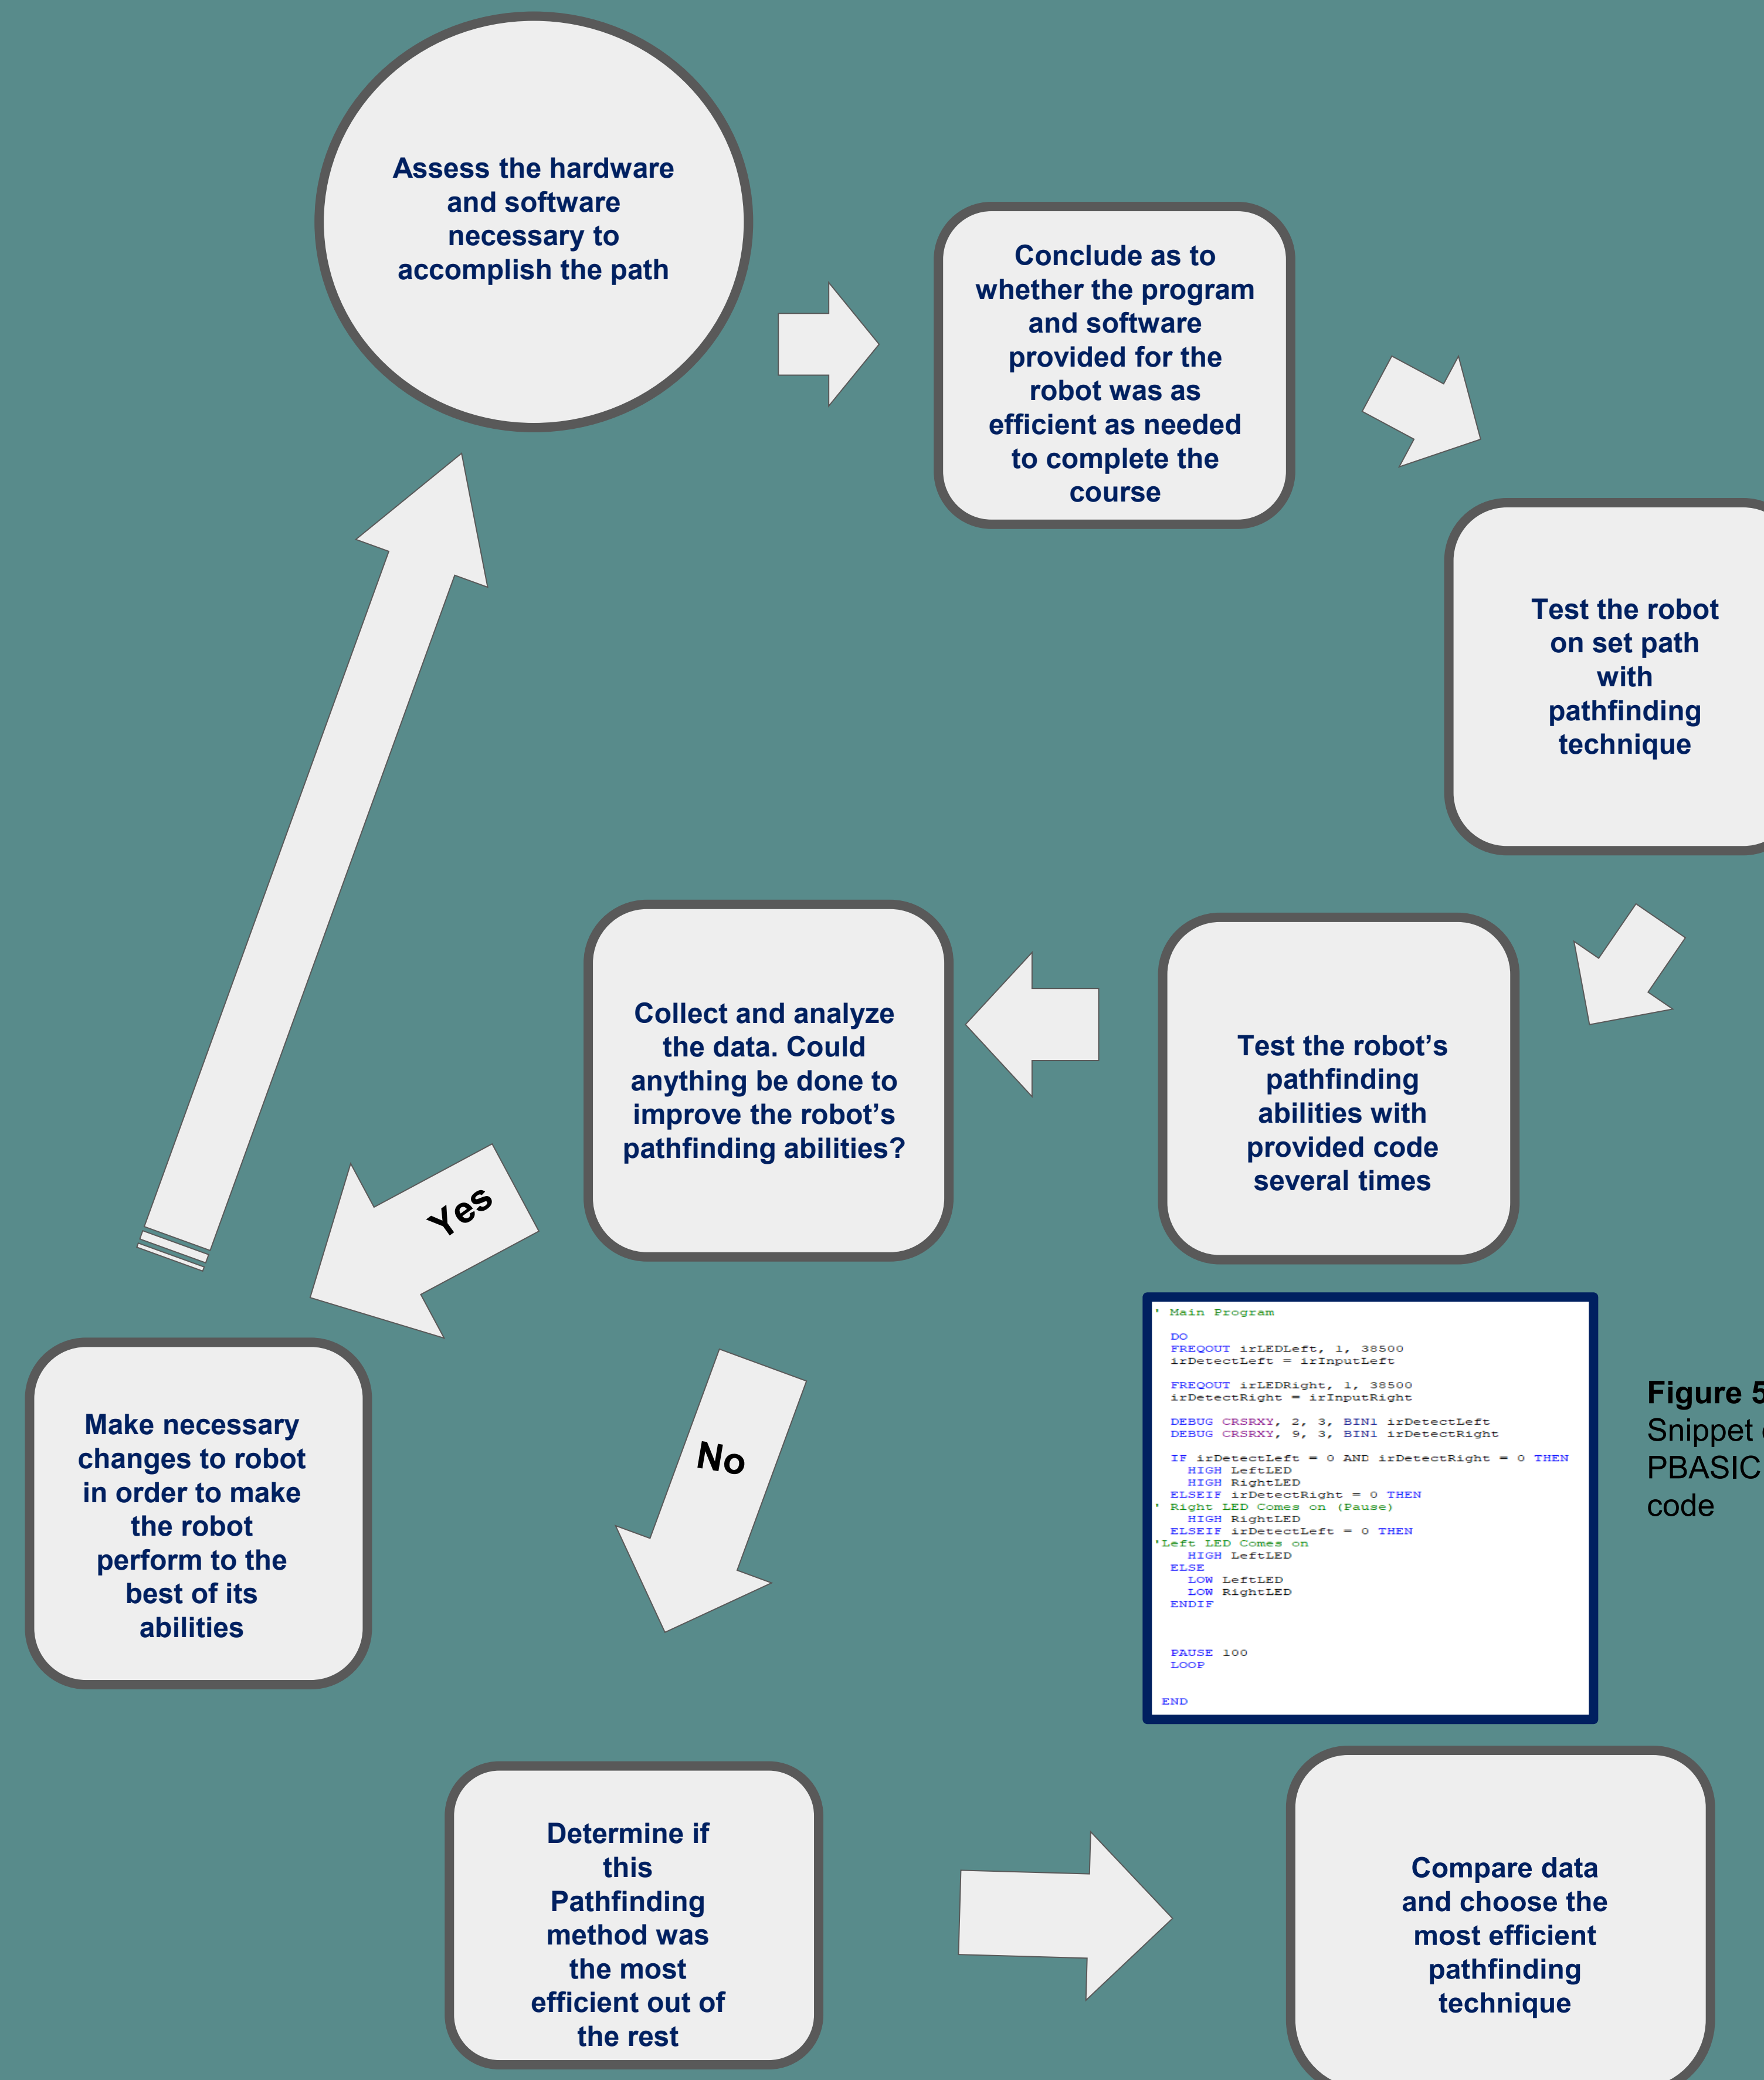 Assess the hardware
and software
necessary to
accomplish the path
Conclude as to
whether the program
and software
provided for the
robot was as
efficient as needed
to complete the
course
Test the robot
on set path
with
pathfinding
technique
Test the robot’s
pathfinding
abilities with
provided code
several times
Collect and analyze
the data. Could
anything be done to
improve the robot’s
pathfinding abilities?
Yes
Make necessary
changes to robot
in order to make
the robot
perform to the
best of its
abilities
No
Determine if
this
Pathfinding
method was
the most
efficient out of
the rest
Compare data
and choose the
most efficient
pathfinding
technique
' Main Program
DO
FREQOUT irLEDLeft, 1, 38500
irDetectLeft = irInputLeft
FREQOUT irLEDRight, 1, 38500
irDetectRight = irInputRight
DEBUG CRSRXY, 2, 3, BIN1 irDetectLeft
DEBUG CRSRXY, 9, 3, BIN1 irDetectRight
IF irDetectLeft = 0 AND irDetectRight = 0 THEN
HIGH LeftLED
HIGH RightLED
ELSEIF irDetectRight = 0 THEN
' Right LED Comes on (Pause)
HIGH RightLED
ELSEIF irDetectLeft = 0 THEN
'Left LED Comes on
HIGH LeftLED
ELSE
LOW LeftLED
LOW RightLED
ENDIF
PAUSE 100
LOOP
END
Figure 5
Snippet
PBASIC
code